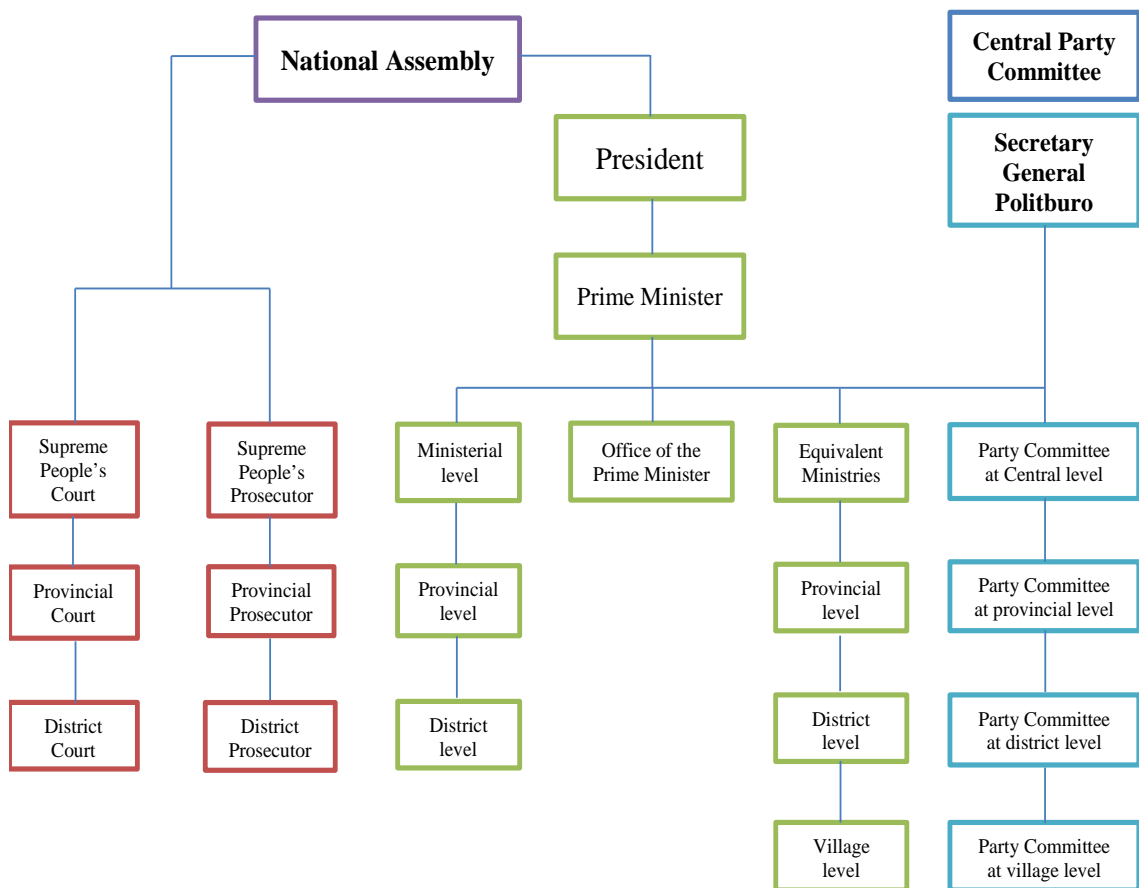 National Assembly
Central Party
Committee
President
Secretary
General
Politburo
Prime Minister
Supreme
People’s
Court
Supreme
People’s
Prosecutor
Ministerial
level
Office of the
Prime Minister
Equivalent
Ministries
Party Committee
at Central level
Provincial
Court
Provincial
Prosecutor
Provincial
level
Provincial
level
Party Committee
at provincial level
District
Court
District
Prosecutor
District
level
District
level
Party Committee
at district level
Village
level
Party Committee
at village level